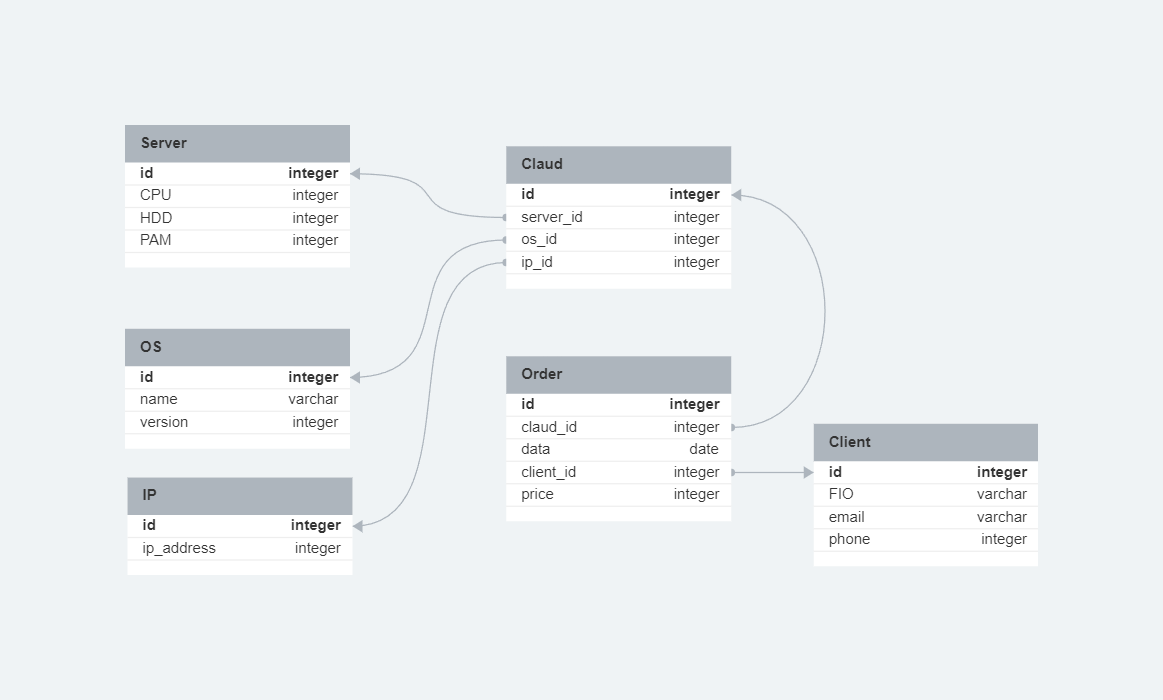 Server
id integer
CPU integer
HDD integer
PAM integer
OS
id integer
name varchar
version integer
IP
id integer
ip_address integer
Claud
id integer
server_id integer
os_id integer
ip_id integer
Order
id integer
claud_id integer
data date
client_id integer
price integer
Client
id integer
FIO varchar
email varchar
phone integer